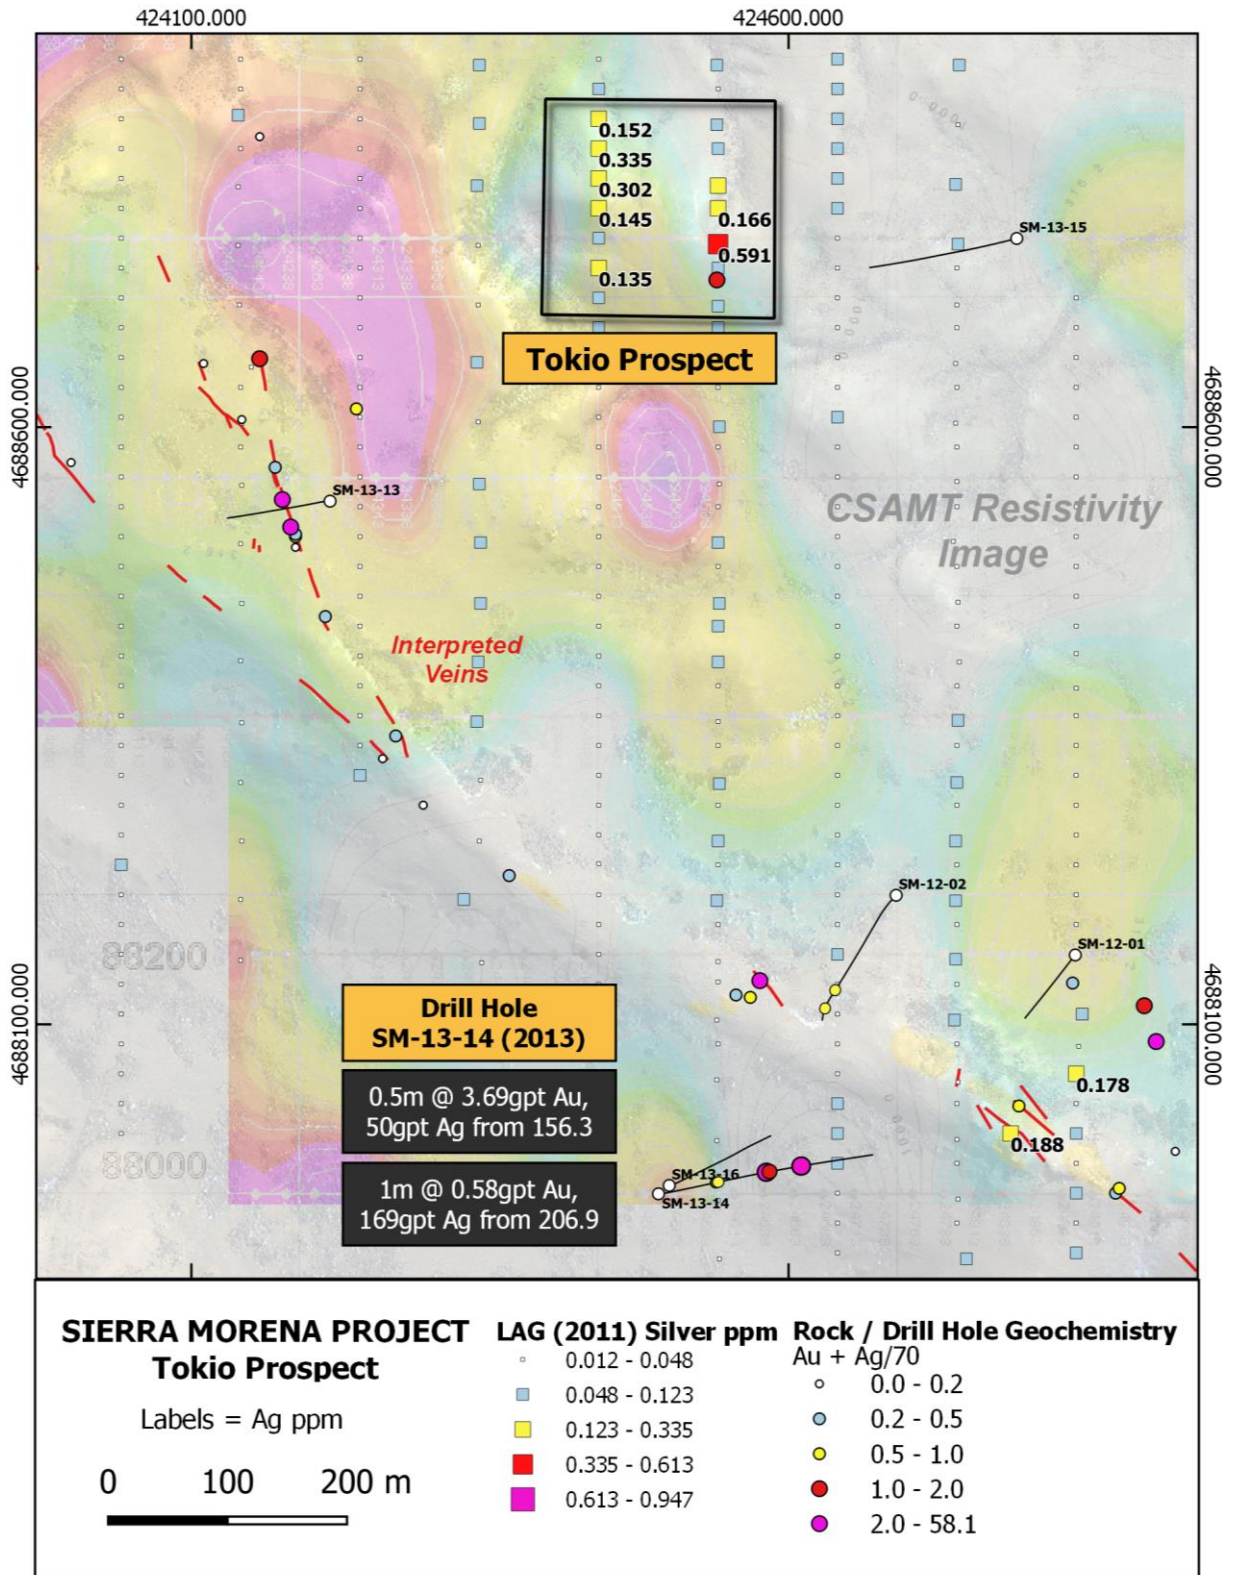 424100.000
424600.000
0.152
0.335
0.302
0.145
0.166
0.591
0.135
SM-13-15
Tokio Prospect
4688600.000
4688600.000
SM-13-13
CSAMT Resistivity
Image
Interpreted
Veins
SM-12-02
SM-12-01
88200
4688100.000
4688100.000
Drill Hole
SM-13-14 (2013)
0.5m @ 3.69gpt Au,
50gpt Ag from 156.3
1m @ 0.58gpt Au,
169gpt Ag from 206.9
0.178
0.188
88000
SM-13-16
SM-13-14
SIERRA MORENA PROJECT
Tokio Prospect
Labels = Ag ppm
0 100 200 m
LAG (2011) Silver ppm
0.012 - 0.048
0.048 - 0.123
0.123 - 0.335
0.335 - 0.613
0.613 - 0.947
Rock / Drill Hole Geochemistry
Au + Ag/70
0.0 - 0.2
0.2 - 0.5
0.5 - 1.0
1.0 - 2.0
2.0 - 58.1